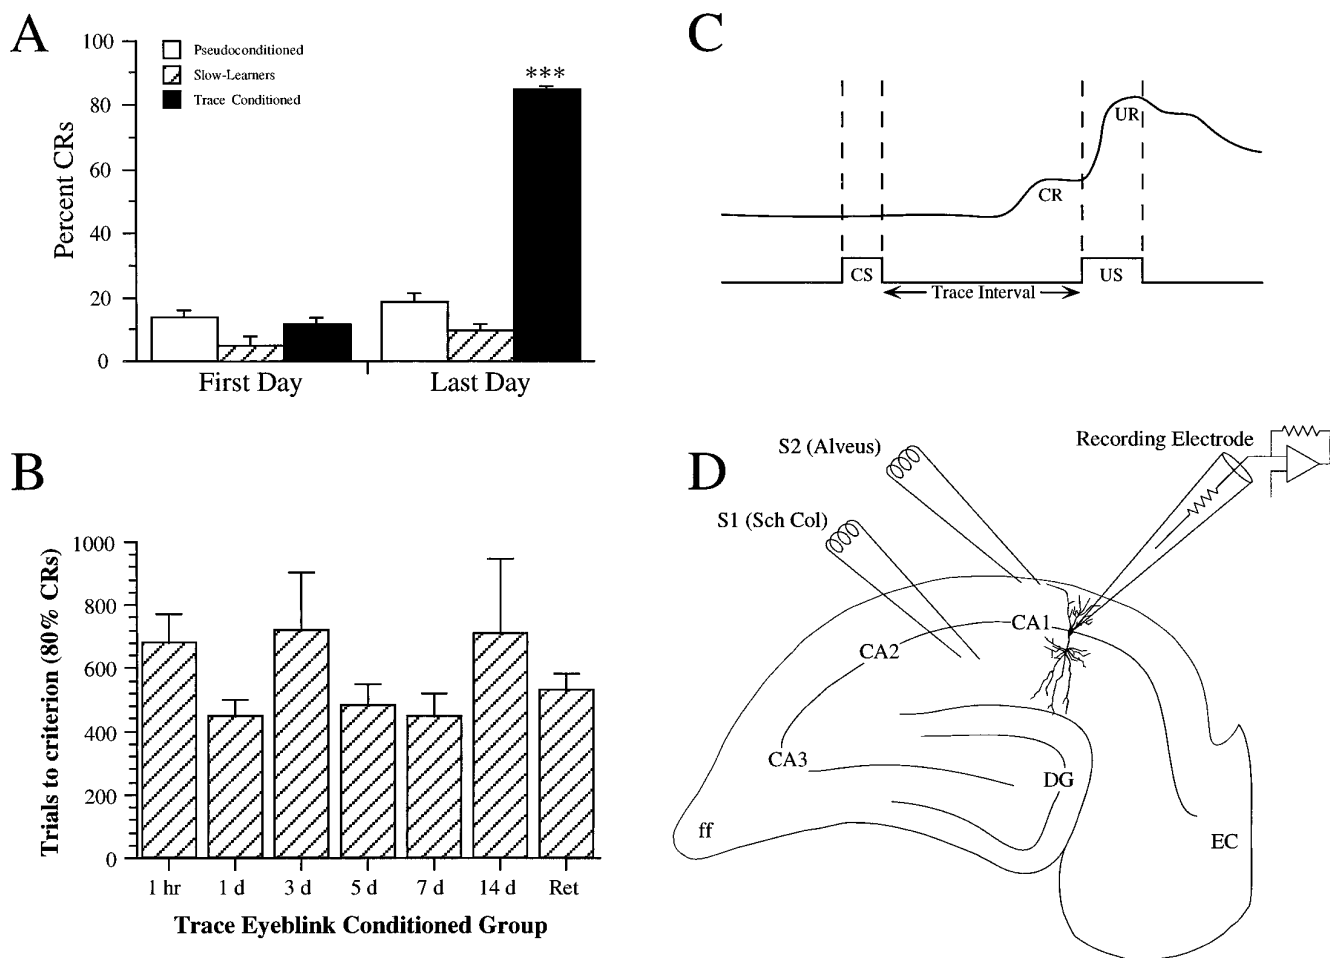 A
100
80
60
40
20
0
Percent CRs
Pseudoconditioned
Slow-Learners
Trace Conditioned
***
First Day
Last Day
B
1000
800
600
400
200
0
Trials to criterion (80% CRs)
1 hr
1 d
3 d
5 d
7 d
14 d
Ret
Trace Eyeblink Conditioned Group
C
UR
CR
CS
US
Trace Interval
D
S2 (Alveus)
Recording Electrode
S1 (Sch Col)
CA1
CA2
CA3
DG
ff
EC